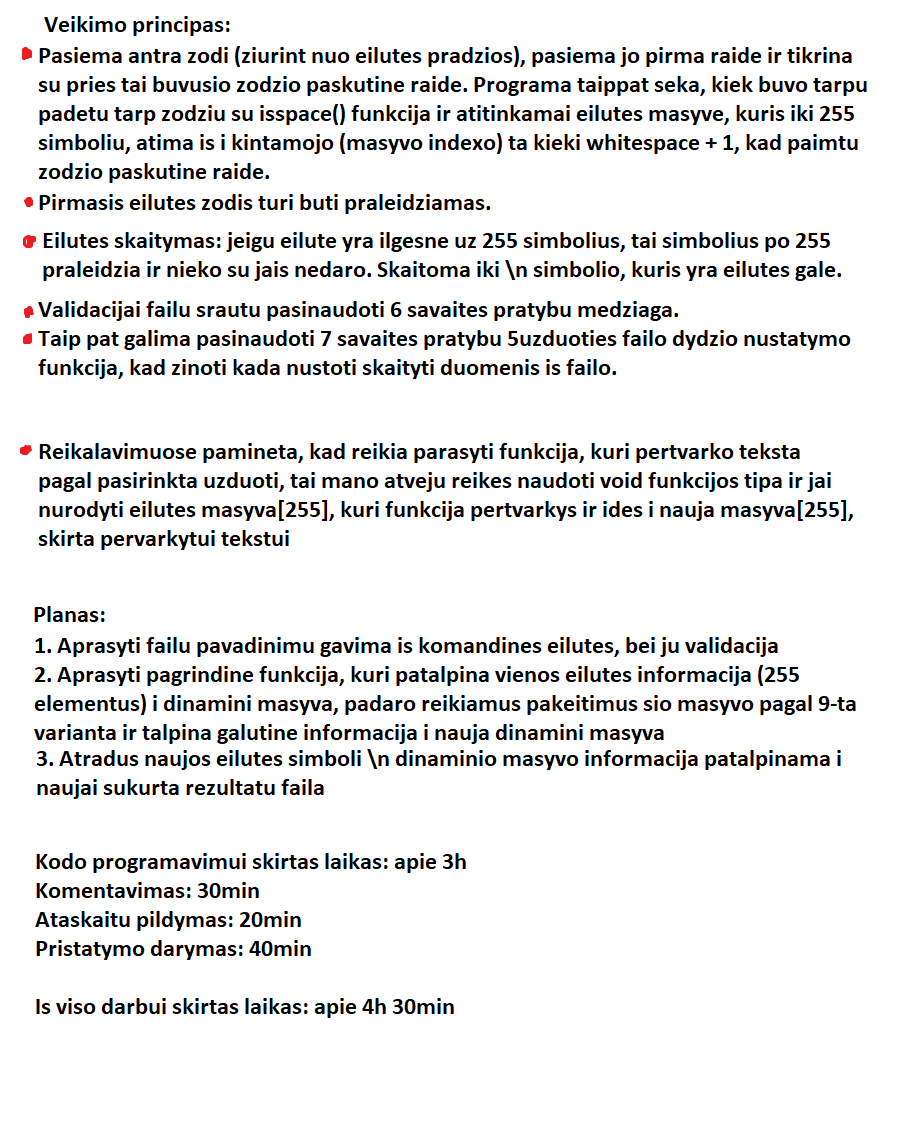 Veikimo principas:
Pasiema antra zodi (ziurint nuo eilutes pradzios), pasiema jo pirma raide ir tikrina
su pries tai buvusio zodzio paskutine raide. Programa taippat seka, kiek buvo tarpu
padetu tarp zodziu su isspace() funkcija ir atitinkamai eilutes masyve, kuris iki 255
simboliu, atima is i kintamojo (masyvo indexo) ta kieki whitespace + 1, kad paimtu
zodzio paskutine raide.
Pirmasis eilutes zodis turi buti praleidziamas.
Eilutes skaitymas: jeigu eilute yra ilgesne uz 255 simbolius, tai simbolius po 255
praleidzia ir nieko su jais nedaro. Skaitoma iki \n simbolio, kuris yra eilutes gale.
Validacijai failu srautu pasinaudoti 6 savaites pratybu medziaga.
Taip pat galima pasinaudoti 7 savaites pratybu 5uzduoties failo dydzio nustatymo
funkcija, kad zinoti kada nustoti skaityti duomenis is failo.
Reikalavimuose pamineta, kad reikia parasyti funkcija, kuri pertvarko teksta
pagal pasirinkta uzduoti, tai mano atveju reikes naudoti void funkcijos tipa ir jai
nurodyti eilutes masyva[255], kuri funkcija pertvarkys ir ides i nauja masyva[255],
skirta pervarkytui tekstui
Planas:
1. Aprasyti failu pavadinimu gavima is komandines eilutes, bei ju validacija
2. Aprasyti pagrindine funkcija, kuri patalpina vienos eilutes informacija (255
elementus) i dinamini masyva, padaro reikiamus pakeitimus sio masyvo pagal 9-ta
varianta ir talpina galutine informacija i nauja dinamini masyva
3. Atradus naujos eilutes simboli \n dinaminio masyvo informacija patalpinama i
naujai sukurta rezultatu faila
Kodo programavimui skirtas laikas: apie 3h
Komentavimas: 30min
Ataskaitu pildymas: 20min
Pristatymo darymas: 40min
Is viso darbui skirtas laikas: apie 4h 30min